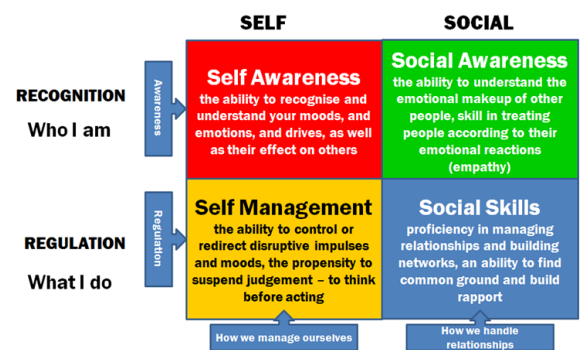 SELF
SOCIAL
RECOGNITION
Who I am
Awareness
Self Awareness
the ability to recognise and
understand your moods, and
emotions, and drives, as well
as their effect on others
Social Awareness
the ability to understand the
emotional makeup of other
people, skill in treating
people according to their
emotional reactions
(empathy)
REGULATION
What I do
Regulation
Self Management
the ability to control or
redirect disruptive impulses
and moods, the propensity to
suspend judgement – to think
before acting
Social Skills
proficiency in managing
relationships and building
networks, an ability to find
common ground and build
rapport
How we manage ourselves
How we handle
relationships